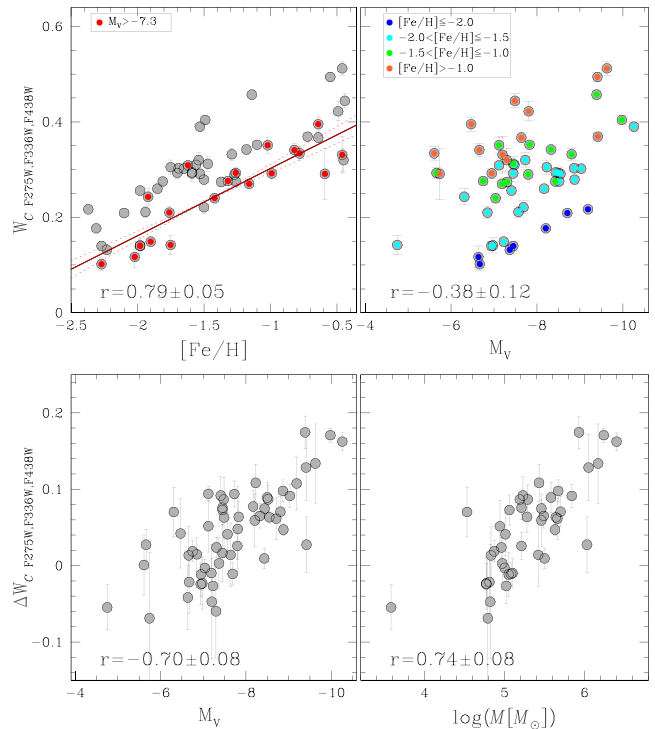 M_V>−7.3
[Fe/H]≤−2.0
−2.0<[Fe/H]≤−1.5
−1.5<[Fe/H]≤−1.0
[Fe/H]>−1.0
0.6
0.4
0.2
0
W_C F275W,F336W,F438W
r=0.79±0.05
r=−0.38±0.12
−2.5 −2 −1.5 −1 −0.5
−4 −6 −8 −10
[Fe/H]
M_V
0.2
0.1
0
−0.1
ΔW_C F275W,F336W,F438W
r=−0.70±0.08
r=0.74±0.08
−4 −5 −6 −7 −8 −9 −10
4 5 6
M_V
log(M[M_⊙])